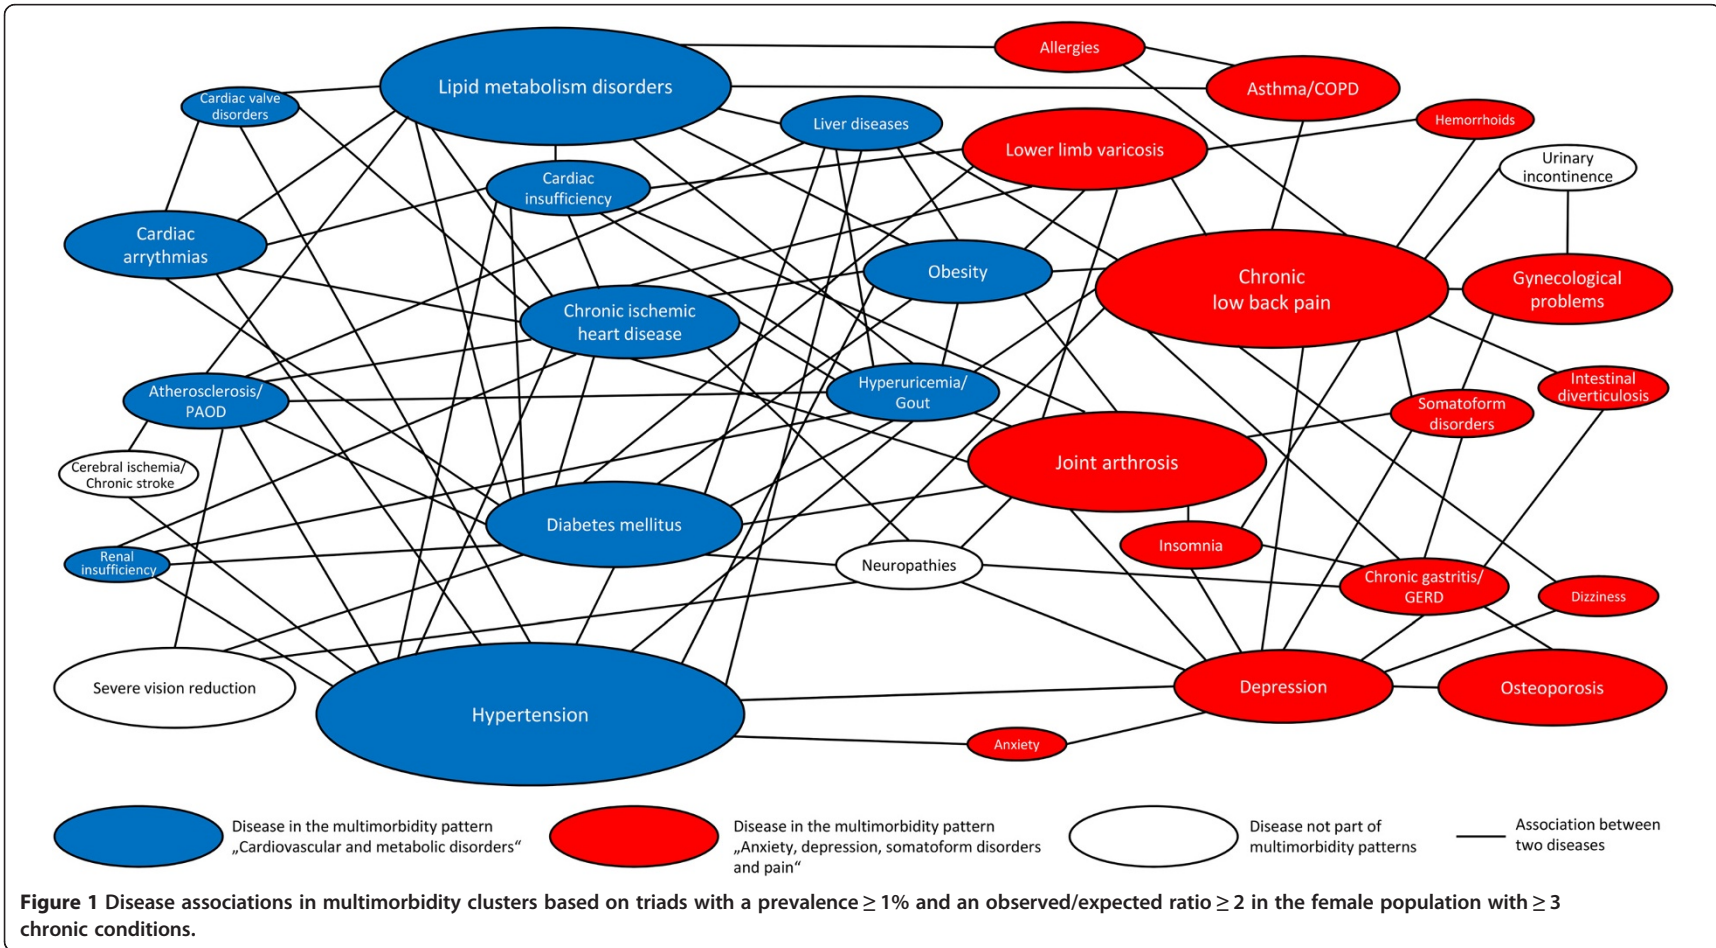 Allergies
Lipid metabolism disorders
Asthma/COPD
Cardiac valve
disorders
Liver diseases
Hemorrhoids
Lower limb varicosis
Urinary
incontinence
Cardiac
insufficiency
Cardiac
arrythmias
Obesity
Chronic
low back pain
Gynecological
problems
Chronic ischemic
heart disease
Atherosclerosis/
PAOD
Hyperuricemia/
Gout
Intestinal
diverticulosis
Somatoform
disorders
Cerebral ischemia/
Chronic stroke
Joint arthrosis
Diabetes mellitus
Insomnia
Renal
insufficiency
Neuropathies
Chronic gastritis/
GERD
Dizziness
Severe vision reduction
Depression
Osteoporosis
Hypertension
Anxiety
Disease in the multimorbidity pattern
„Cardiovascular and metabolic disorders“
Disease in the multimorbidity pattern
„Anxiety, depression, somatoform disorders
and pain“
Disease not part of
multimorbidity patterns
Association between
two diseases
Figure 1 Disease associations in multimorbidity clusters based on triads with a prevalence ≥ 1% and an observed/expected ratio ≥ 2 in the female population with ≥ 3
chronic conditions.